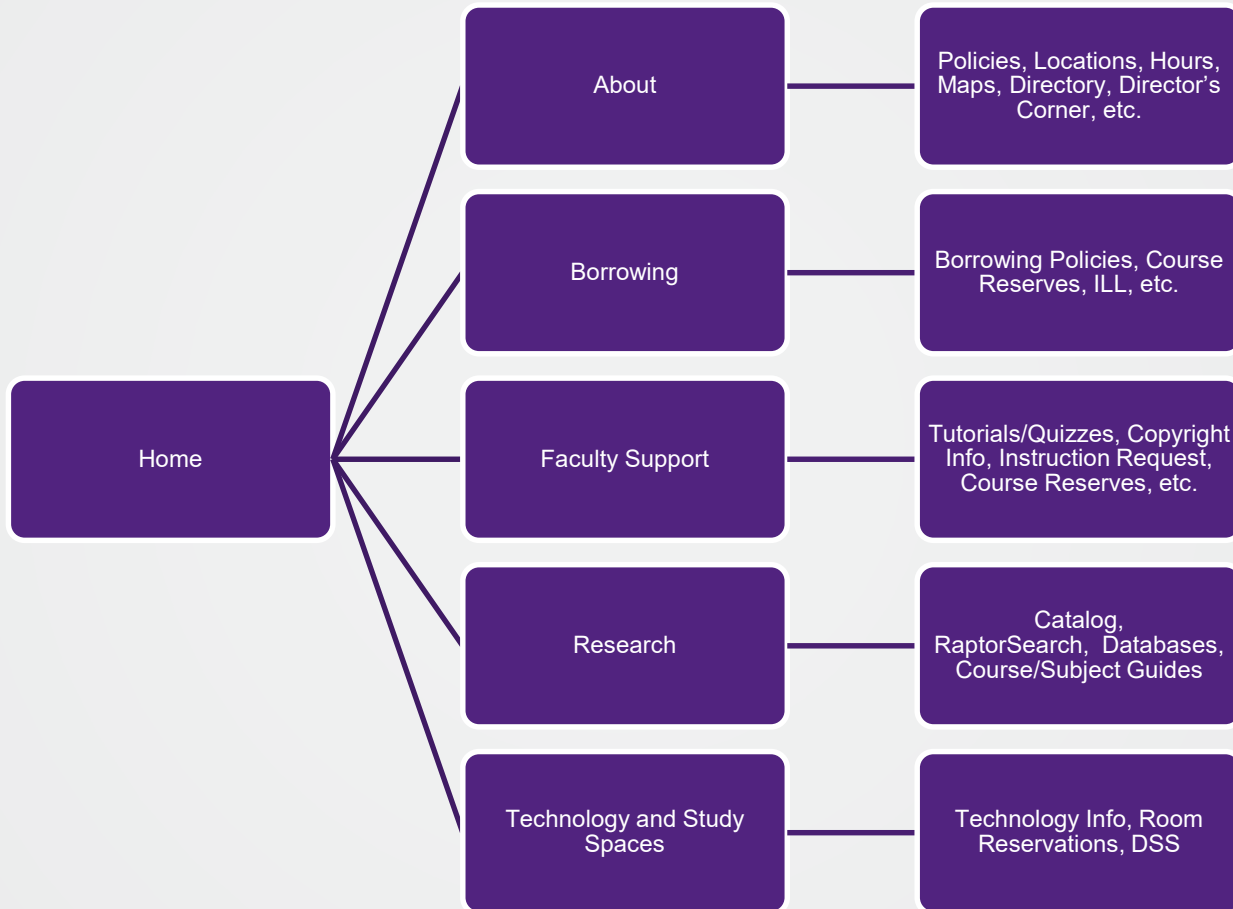 About
Policies, Locations, Hours,
Maps, Directory, Director’s
Corner, etc.
Borrowing
Borrowing Policies, Course
Reserves, ILL, etc.
Home
Faculty Support
Tutorials/Quizzes, Copyright
Info, Instruction Request,
Course Reserves, etc.
Research
Catalog,
RaptorSearch, Databases,
Course/Subject Guides
Technology and Study
Spaces
Technology Info, Room
Reservations, DSS